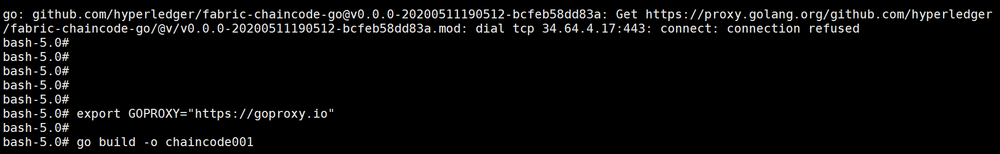 go: github.com/hyperledger/fabric-chaincode-go@v0.0.0-20200511190512-bcfeb58dd83a: Get https://proxy.golang.org/github.com/hyperledger
/fabric-chaincode-go/@v/v0.0.0-20200511190512-bcfeb58dd83a.mod: dial tcp 34.64.4.17:443: connect: connection refused
bash-5.0#
bash-5.0#
bash-5.0#
bash-5.0#
bash-5.0#
bash-5.0# export GOPROXY="https://goproxy.io"
bash-5.0#
bash-5.0# go build -o chaincode001